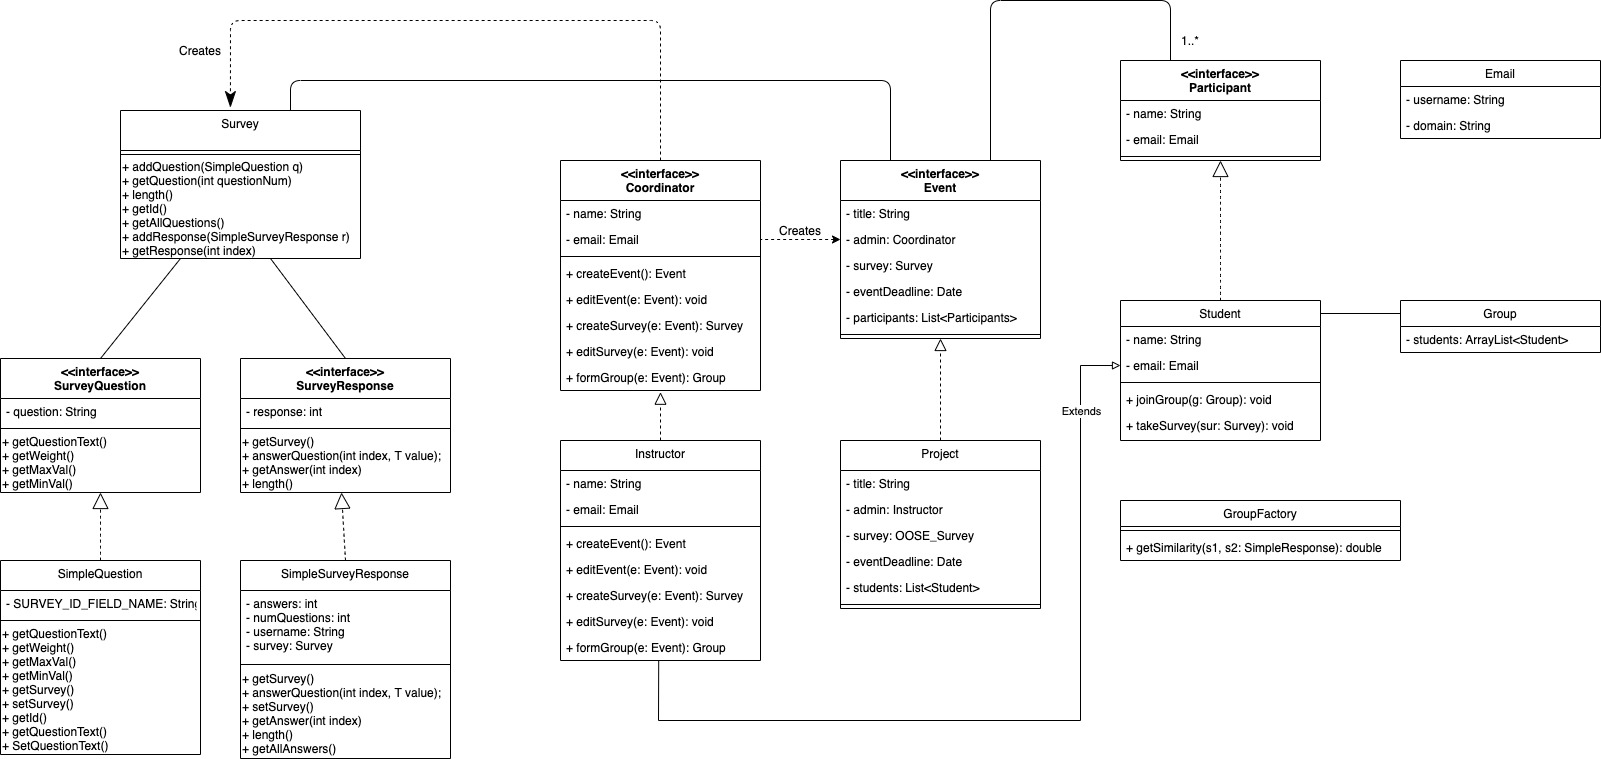 Creates
1..*
Survey
+ addQuestion(SimpleQuestion q)
+ getQuestion(int questionNum)
+ length()
+ getId()
+ getAllQuestions()
+ addResponse(SimpleSurveyResponse r)
+ getResponse(int index)
<<interface>>
Coordinator
- name: String
- email: Email
+ createEvent(): Event
+ editEvent(e: Event): void
+ createSurvey(e: Event): Survey
+ editSurvey(e: Event): void
+ formGroup(e: Event): Group
Creates
<<interface>>
Event
- title: String
- admin: Coordinator
- survey: Survey
- eventDeadline: Date
- participants: List<Participants>
<<interface>>
Participant
- name: String
- email: Email
Email
- username: String
- domain: String
Student
- name: String
- email: Email
+ joinGroup(g: Group): void
+ takeSurvey(sur: Survey): void
Group
- students: ArrayList<Student>
<<interface>>
SurveyQuestion
- question: String
+ getQuestionText()
+ getWeight()
+ getMaxVal()
+ getMinVal()
<<interface>>
SurveyResponse
- response: int
+ getSurvey()
+ answerQuestion(int index, T value);
+ getAnswer(int index)
+ length()
Extends
Instructor
- name: String
- email: Email
+ createEvent(): Event
+ editEvent(e: Event): void
+ createSurvey(e: Event): Survey
+ editSurvey(e: Event): void
+ formGroup(e: Event): Group
Project
- title: String
- admin: Instructor
- survey: OOSE_Survey
- eventDeadline: Date
- students: List<Student>
GroupFactory
+ getSimilarity(s1, s2: SimpleResponse): double
SimpleQuestion
- SURVEY_ID_FIELD_NAME: String
+ getQuestionText()
+ getWeight()
+ getMaxVal()
+ getMinVal()
+ getSurvey()
+ setSurvey()
+ getId()
+ getQuestionText()
+ SetQuestionText()
SimpleSurveyResponse
- answers: int
- numQuestions: int
- username: String
- survey: Survey
+ getSurvey()
+ answerQuestion(int index, T value);
+ setSurvey()
+ getAnswer(int index)
+ length()
+ getAllAnswers()